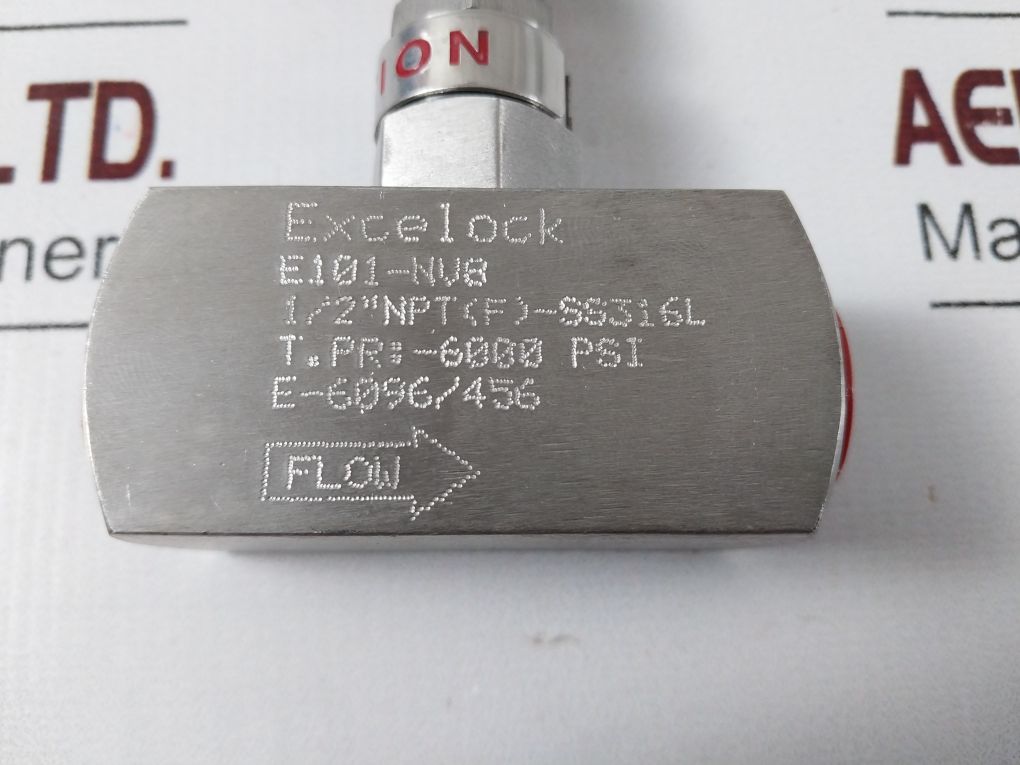 ION
LTD.
AE
ner
Ma
Excelock
E101-NV8
1/2"NPT(F)-SS316L
T.PR:-6000 PSI
E-6096/456
FLOW